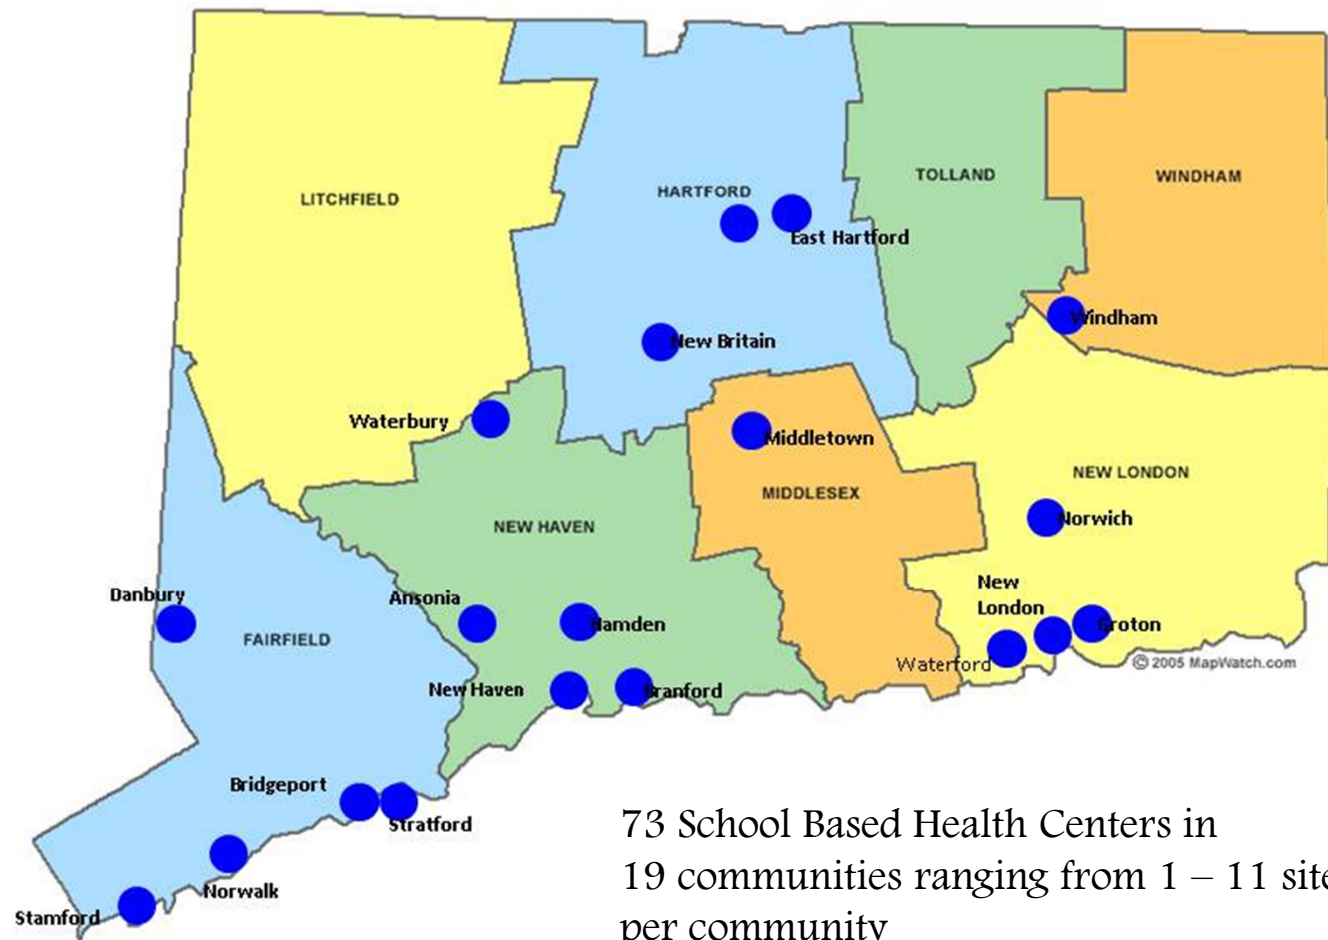 LITCHFIELD
HARTFORD
TOLLAND
WINDHAM
East Hartford
Windham
New Britain
Waterbury
Middletown
NEW LONDON
MIDDLESEX
NEW HAVEN
Norwich
New
London
Danbury
Ansonia
Hamden
Groton
FAIRFIELD
Waterford
© 2005 MapWatch.com
New Haven
Branford
Bridgeport
Stratford
Norwalk
Stamford
73 School Based Health Centers in
19 communities ranging from 1 – 11 site
per community